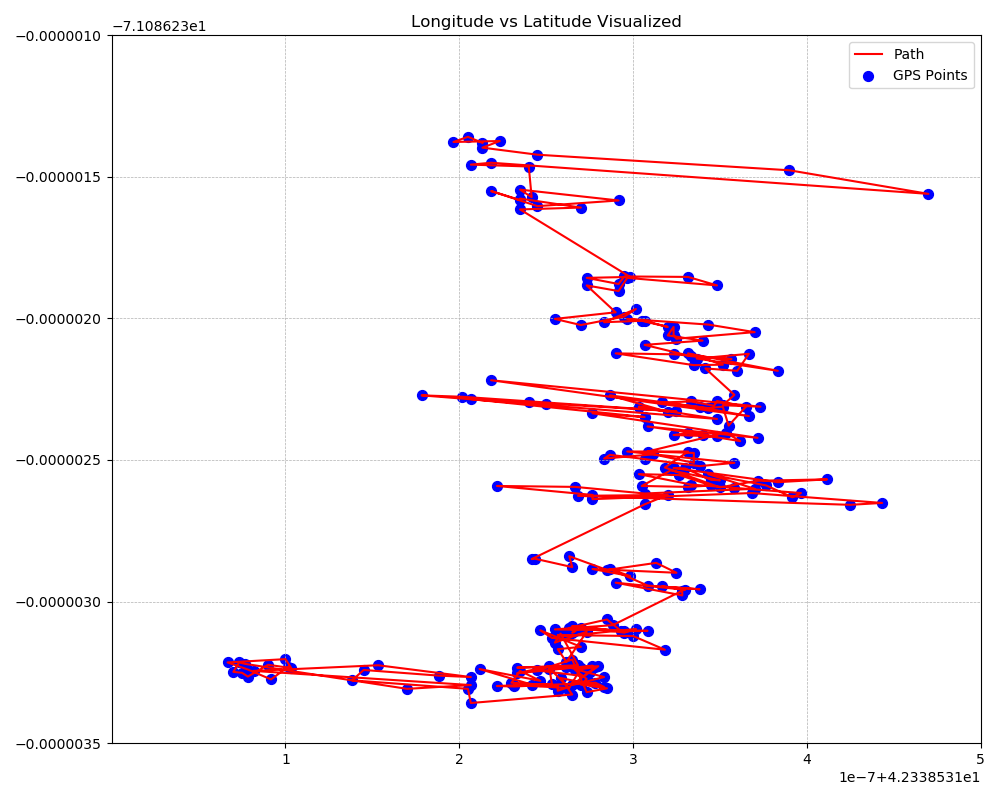 Longitude vs Latitude Visualized
−7.108623e1
−0.0000010
−0.0000015
−0.0000020
−0.0000025
−0.0000030
−0.0000035
Path
GPS Points
1 2 3 4 5
1e-7+4.2338531e1